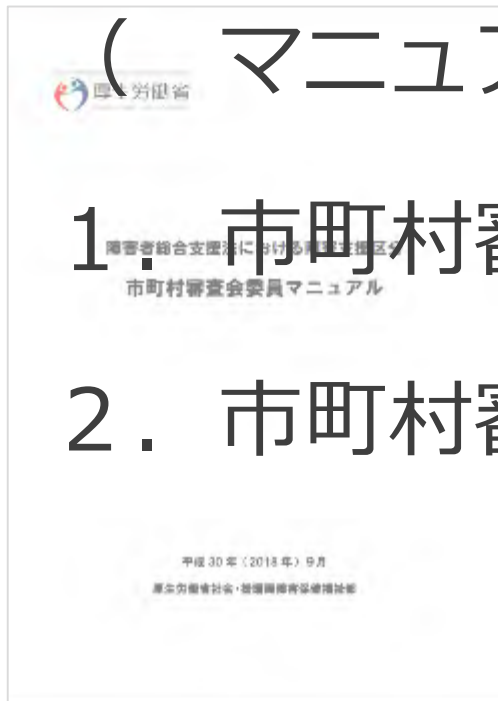 （　マニュ
厚生労働省
1．市町村審
障害者総合支援法における障害支援区分
市町村審査会委員マニュアル
2．市町村審
平成30年（2018年）9月
厚生労働省社会・援護局障害保健福祉部